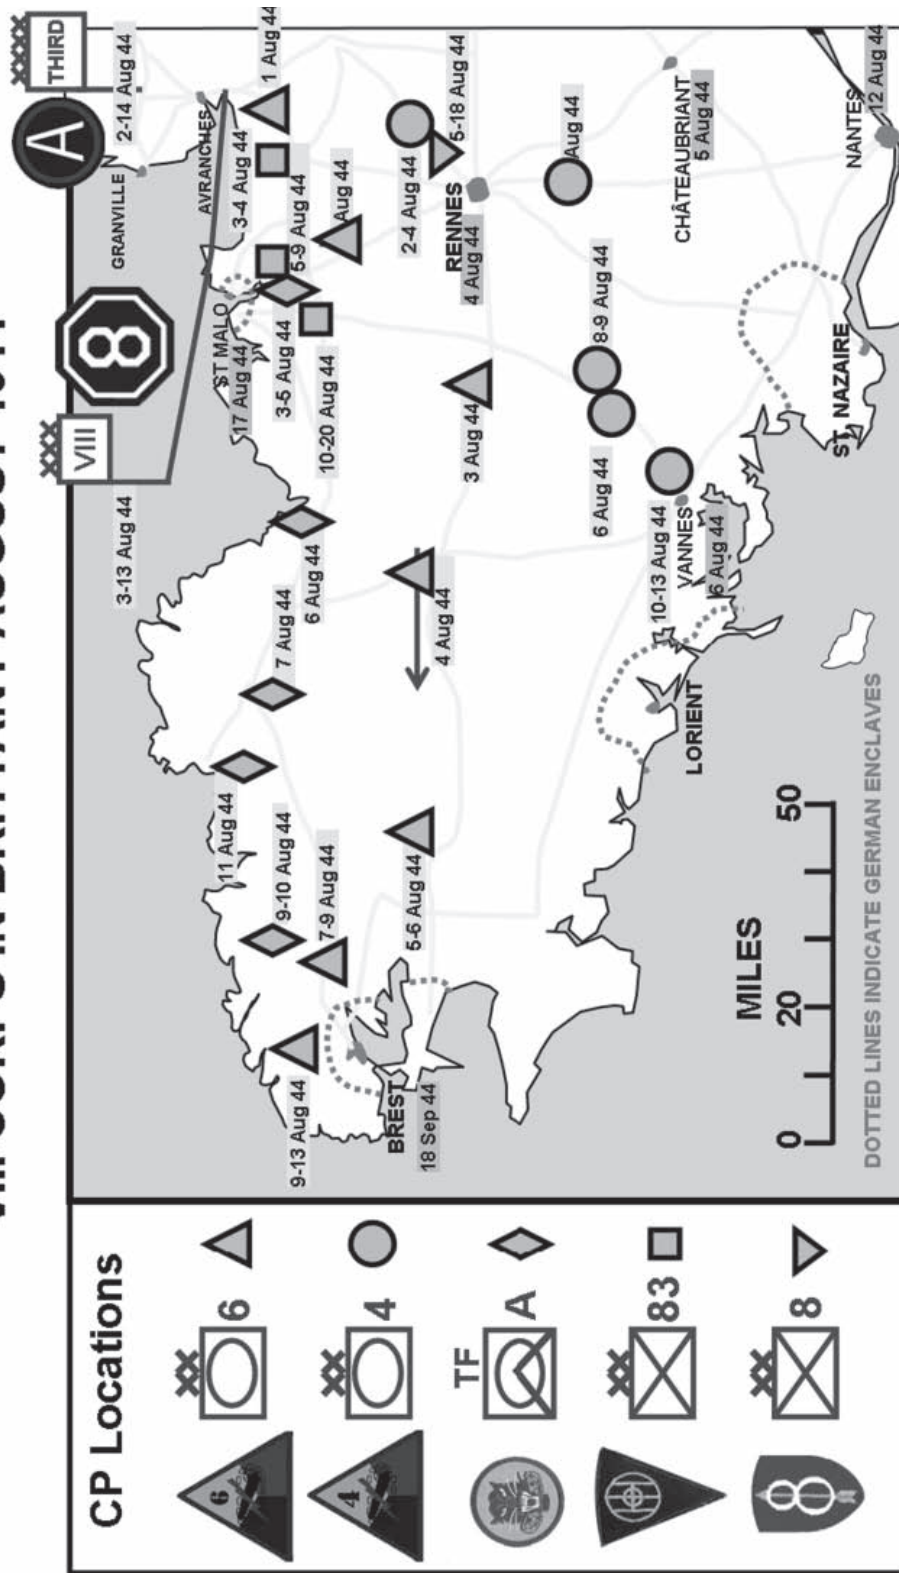 CP Locations
6
6
4
4
TF
A
83
8
8
THIRD
A
2-14 Aug 44
8
VIII
3-13 Aug 44
GRANVILLE
AVRANCHES
1 Aug 44
3-4 Aug 44
5-9 Aug 44
ST MALO
17 Aug 44
3-5 Aug 44
10-20 Aug 44
Aug 44
2-4 Aug 44
5-18 Aug 44
RENNES
4 Aug 44
3 Aug 44
Aug 44
8-9 Aug 44
6 Aug 44
CHÂTEAUBRIANT
5 Aug 44
NANTES
12 Aug 44
ST. NAZAIRE
10-13 Aug 44
VANNES
6 Aug 44
LORIENT
6 Aug 44
7 Aug 44
4 Aug 44
11 Aug 44
9-10 Aug 44
7-9 Aug 44
5-6 Aug 44
9-13 Aug 44
BREST
18 Sep 44
MILES
0 20 50
DOTTED LINES INDICATE GERMAN ENCLAVES